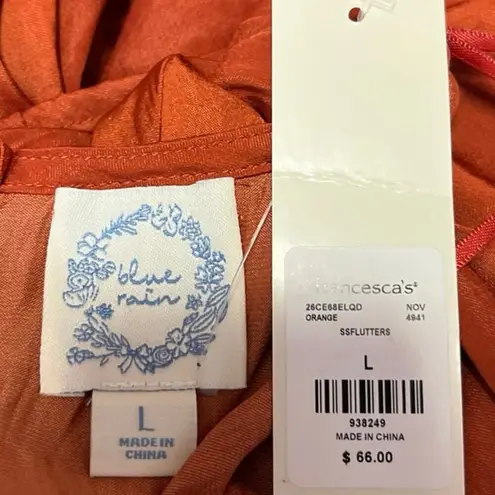 blue
rain
L
MADE IN
CHINA
francesca's
26CE68ELQD NOV
ORANGE 4941
SSFLUTTERS
L
938249
MADE IN CHINA
$ 66.00